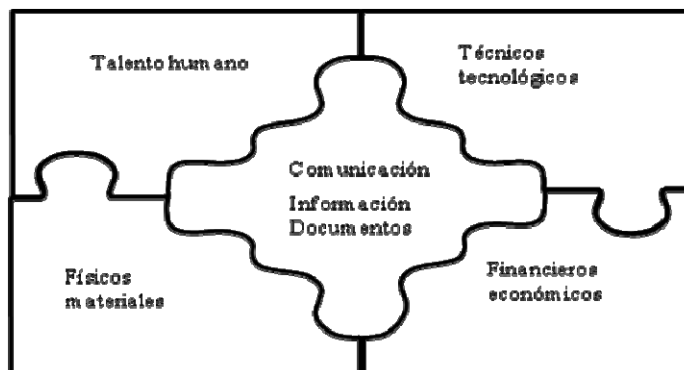 Talento humano
Técnicos
tecnológicos
Comunicación
Información
Documentos
Físicos
materiales
Financieros
económicos